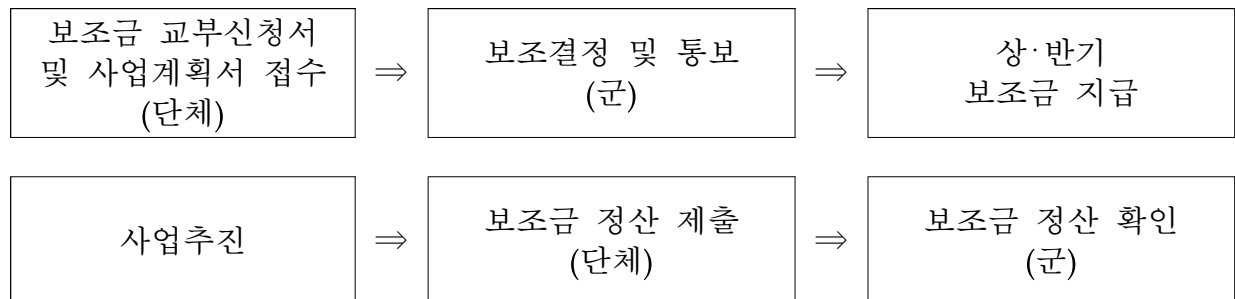 보조금 교부신청서
및 사업계획서 접수
(단체)
⇒
보조결정 및 통보
(군)
⇒
상·반기
보조금 지급
사업추진
⇒
보조금 정산 제출
(단체)
⇒
보조금 정산 확인
(군)